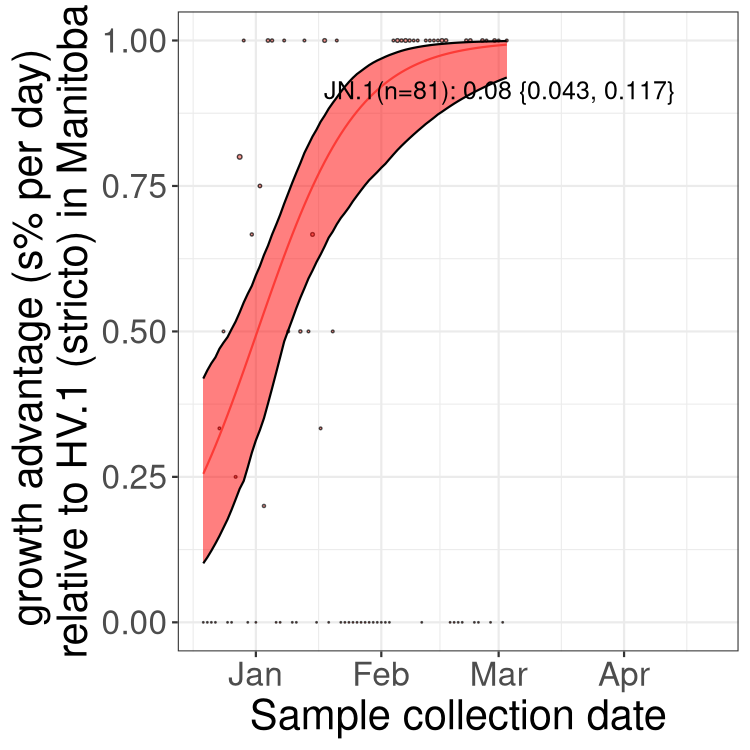 growth advantage (s% per day)
relative to HV.1 (stricto) in Manitoba
1.00
0.75
0.50
0.25
0.00
JN.1(n=81): 0.08 {0.043, 0.117}
Jan Feb Mar Apr
Sample collection date